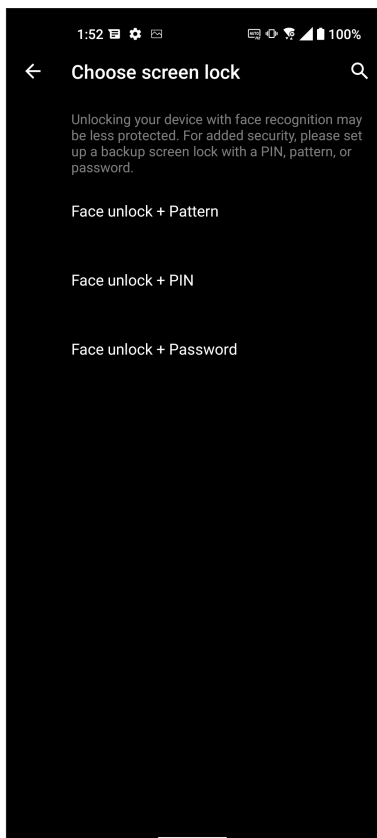 1:52 100%
Choose screen lock
Unlocking your device with face recognition may
be less protected. For added security, please set
up a backup screen lock with a PIN, pattern, or
password.
Face unlock + Pattern
Face unlock + PIN
Face unlock + Password